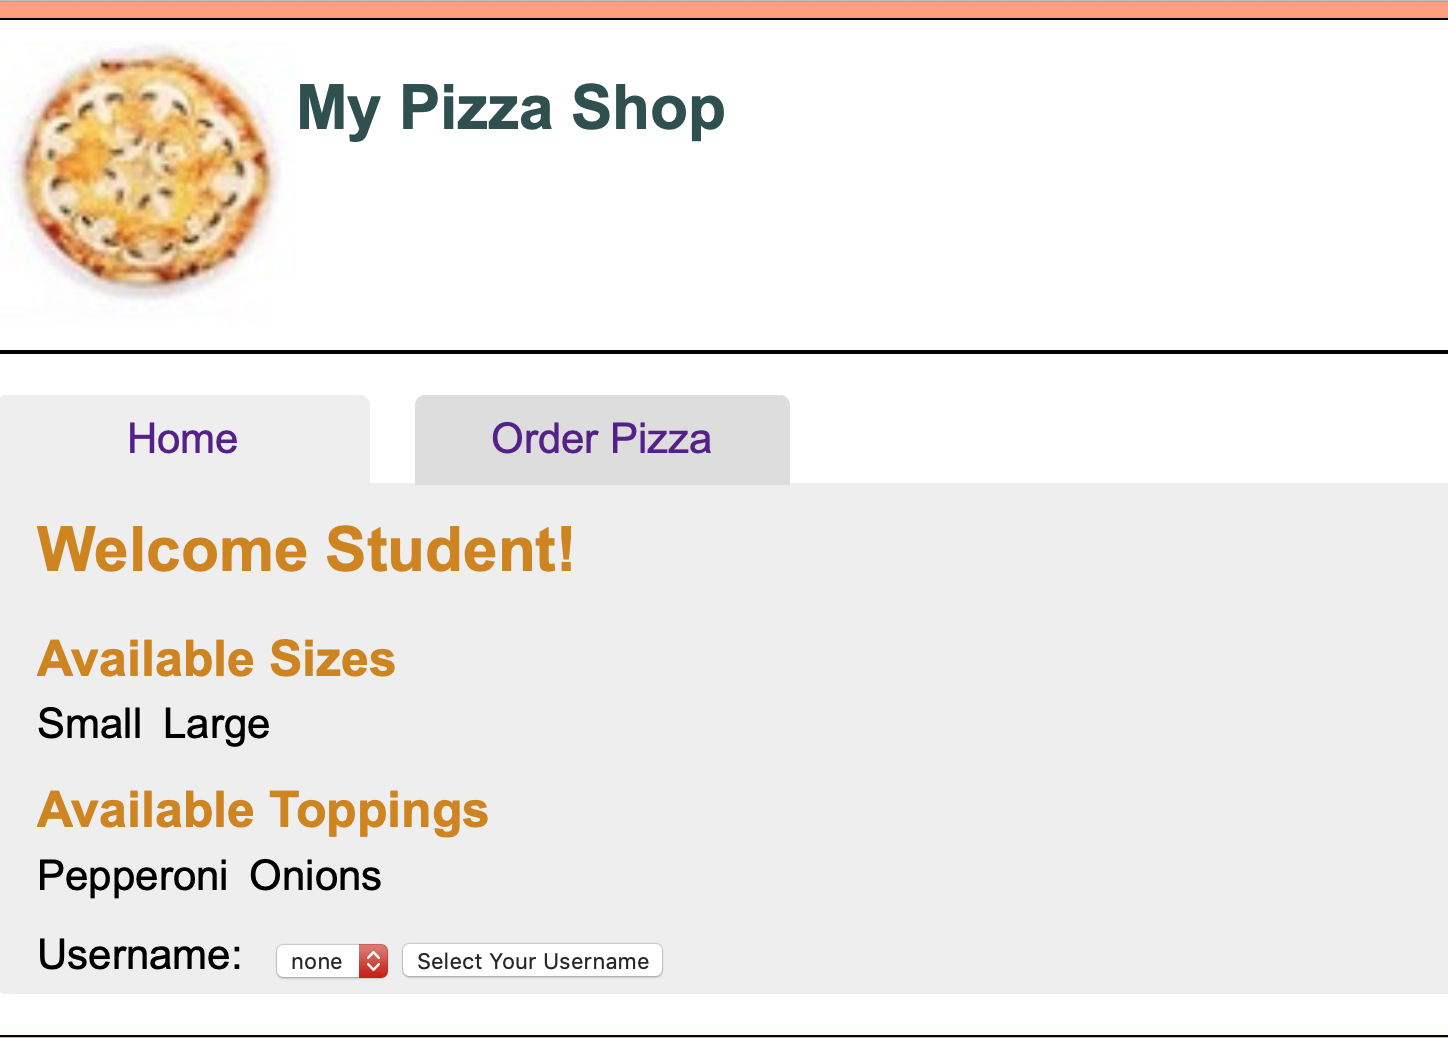 My Pizza Shop
Home
Order Pizza
Welcome Student!
Available Sizes
Small Large
Available Toppings
Pepperoni Onions
Username: none Select Your Username